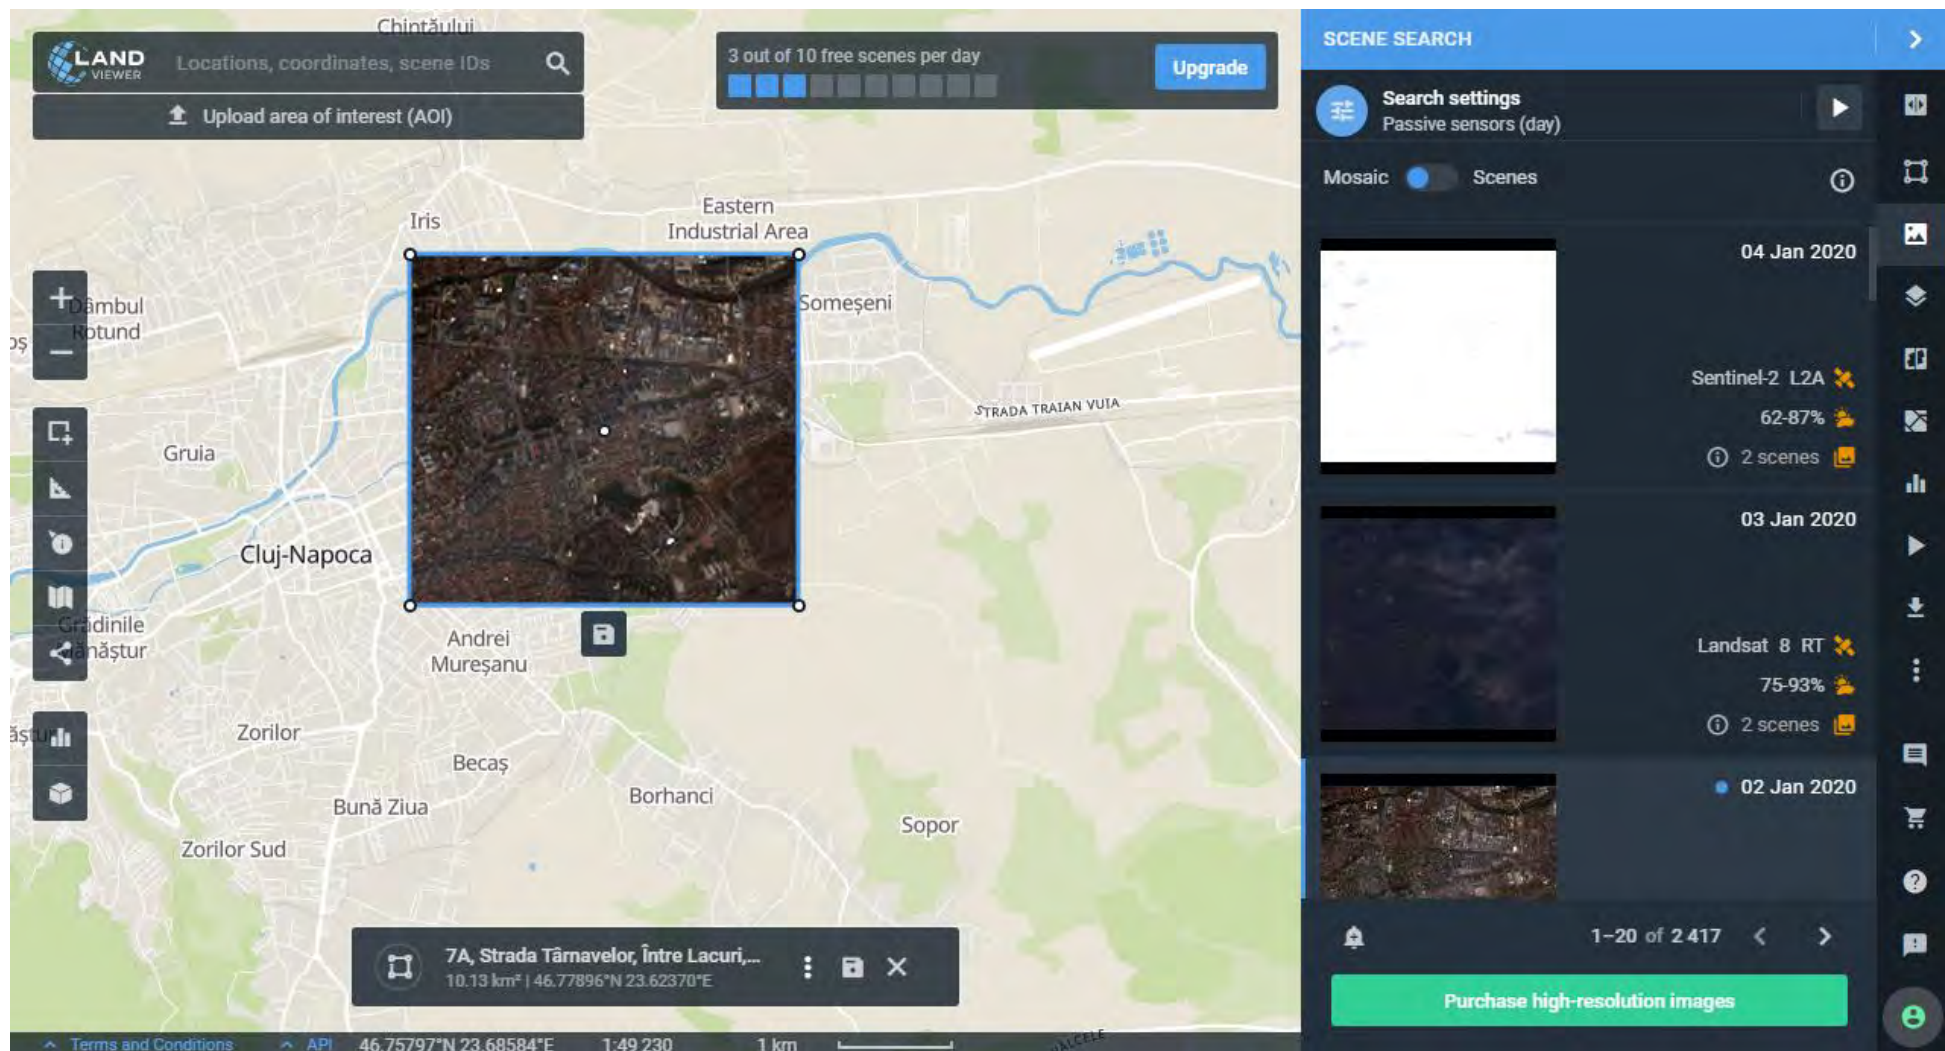 Chintăului
LAND
VIEWER
Locations, coordinates, scene IDs
Upload area of interest (AOI)
3 out of 10 free scenes per day
Upgrade
Iris
Eastern
Industrial Area
Someșeni
Dâmbul
Rotund
STRADA TRAIAN VUIA
Gruia
Cluj-Napoca
Grădinile
Mănăștur
Andrei
Mureșanu
Zorilor
Becaș
Bună Ziua
Borhanci
Sopor
Zorilor Sud
7A, Strada Târnavelor, Între Lacuri,...
10.13 km² | 46.77896°N 23.62370°E
Terms and Conditions
API
46.75797°N 23.68584°E
1:49 230
1 km
SCENE SEARCH
Search settings
Passive sensors (day)
Mosaic
Scenes
04 Jan 2020
Sentinel-2 L2A
62-87%
2 scenes
03 Jan 2020
Landsat 8 RT
75-93%
2 scenes
02 Jan 2020
1–20 of 2 417
Purchase high-resolution images